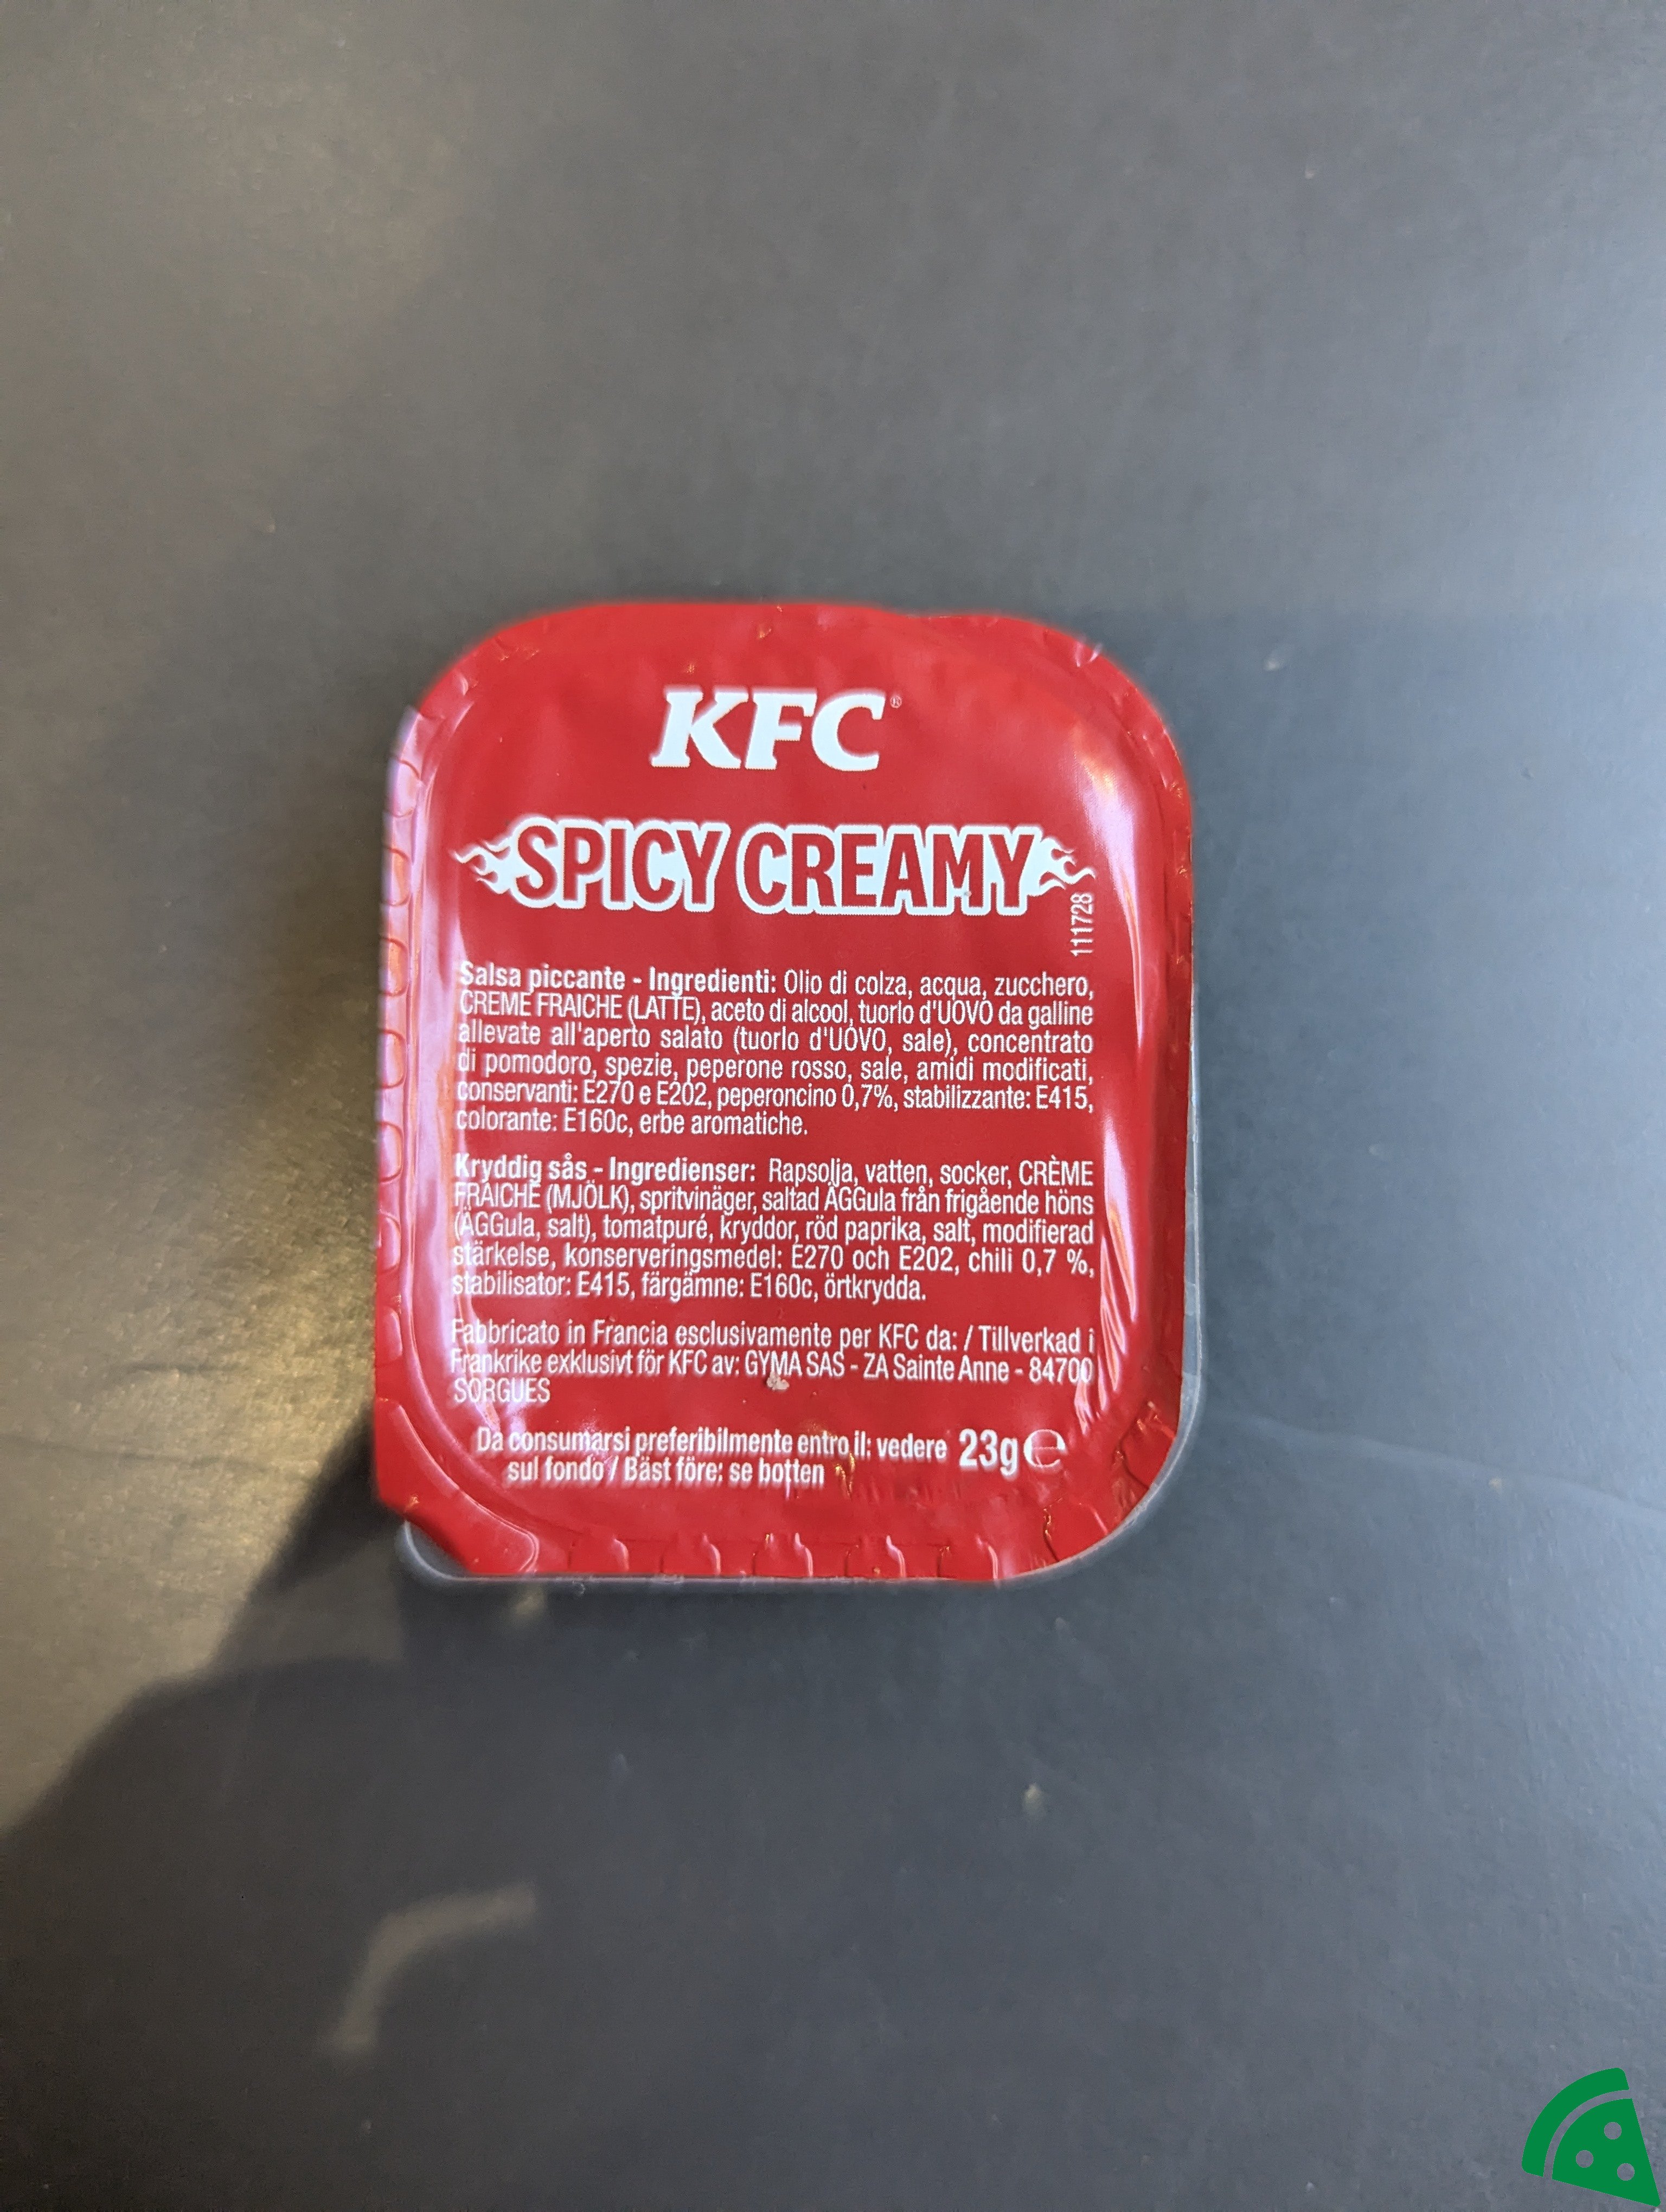 KFC®
SPICY CREAMY
111728
Salsa piccante - Ingredienti: Olio di colza, acqua, zucchero,
CREME FRAICHE (LATTE), aceto di alcool, tuorlo d'UOVO da galline
allevate all'aperto salato (tuorlo d'UOVO, sale), concentrato
di pomodoro, spezie, peperone rosso, sale, amidi modificati,
conservanti: E270 e E202, peperoncino 0,7%, stabilizzante: E415,
colorante: E160c, erbe aromatiche.
Kryddig sås - Ingredienser: Rapsolja, vatten, socker, CRÈME
FRAICHE (MJÖLK), spritvinäger, saltad ÄGGula från frigående höns
(ÄGGula, salt), tomatpuré, kryddor, röd paprika, salt, modifierad
stärkelse, konserveringsmedel: E270 och E202, chili 0,7 %,
stabilisator: E415, färgämne: E160c, örtkrydda.
Fabbricato in Francia esclusivamente per KFC da: / Tillverkad i
Frankrike exklusivt för KFC av: GYMA SAS - ZA Sainte Anne - 84700
SORGUES
Da consumarsi preferibilmente entro il: vedere 23g ℮
sul fondo / Bäst före: se botten